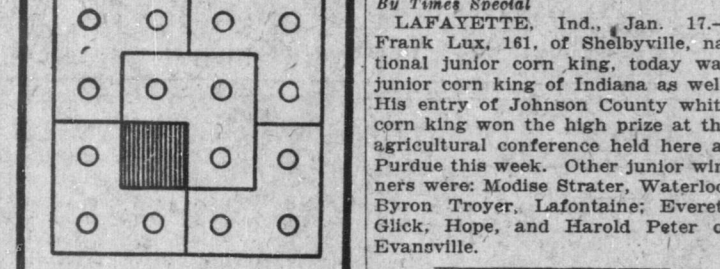 By Times Special
LAFAYETTE, Ind., Jan. 17.—
Frank Lux, 161, of Shelbyville, na
tional junior corn king, today wa
junior corn king of Indiana as wel
His entry of Johnson County whit
corn king won the high prize at th
agricultural conference held here a
Purdue this week. Other junior win
ners were: Modise Strater, Waterloo
Byron Troyer, Lafontaine; Everet
Glick, Hope, and Harold Peter o
Evansville.